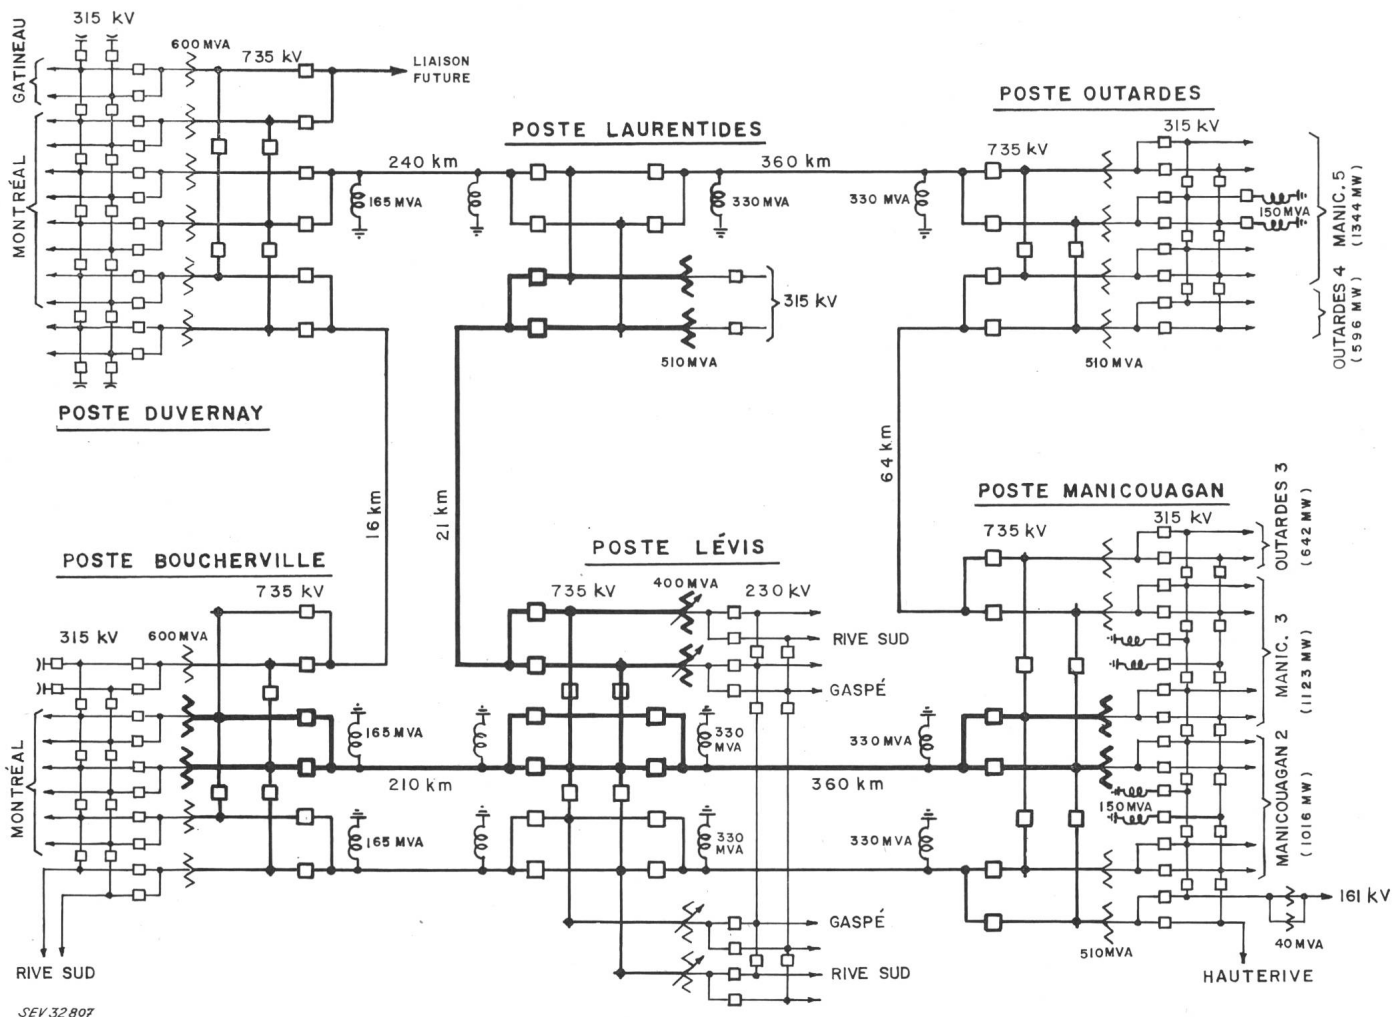 315 kV
GATINEAU
600 MVA
735 kV
LIAISON
FUTURE
MONTRÉAL
POSTE DUVERNAY
POSTE LAURENTIDES
240 km
360 km
165 MVA
330 MVA
330 MVA
315 kV
510 MVA
POSTE OUTARDES
735 kV
315 kV
150 MVA
MANIC. 5
(1344 MW)
OUTARDES 4
(596 MW)
510 MVA
16 km
21 km
64 km
POSTE BOUCHERVILLE
735 kV
315 kV
600 MVA
MONTRÉAL
165 MVA
210 km
165 MVA
RIVE SUD
POSTE LÉVIS
735 kV
400 MVA
230 kV
RIVE SUD
GASPÉ
330
MVA
330 MVA
360 km
330
MVA
330 MVA
GASPÉ
RIVE SUD
POSTE MANICOUAGAN
735 kV
315 kV
OUTARDES 3
(642 MW)
MANIC. 3
(1123 MW)
MANICOUAGAN 2
(1016 MW)
150 MVA
161 kV
40 MVA
510 MVA
HAUTERIVE
SEV 32807